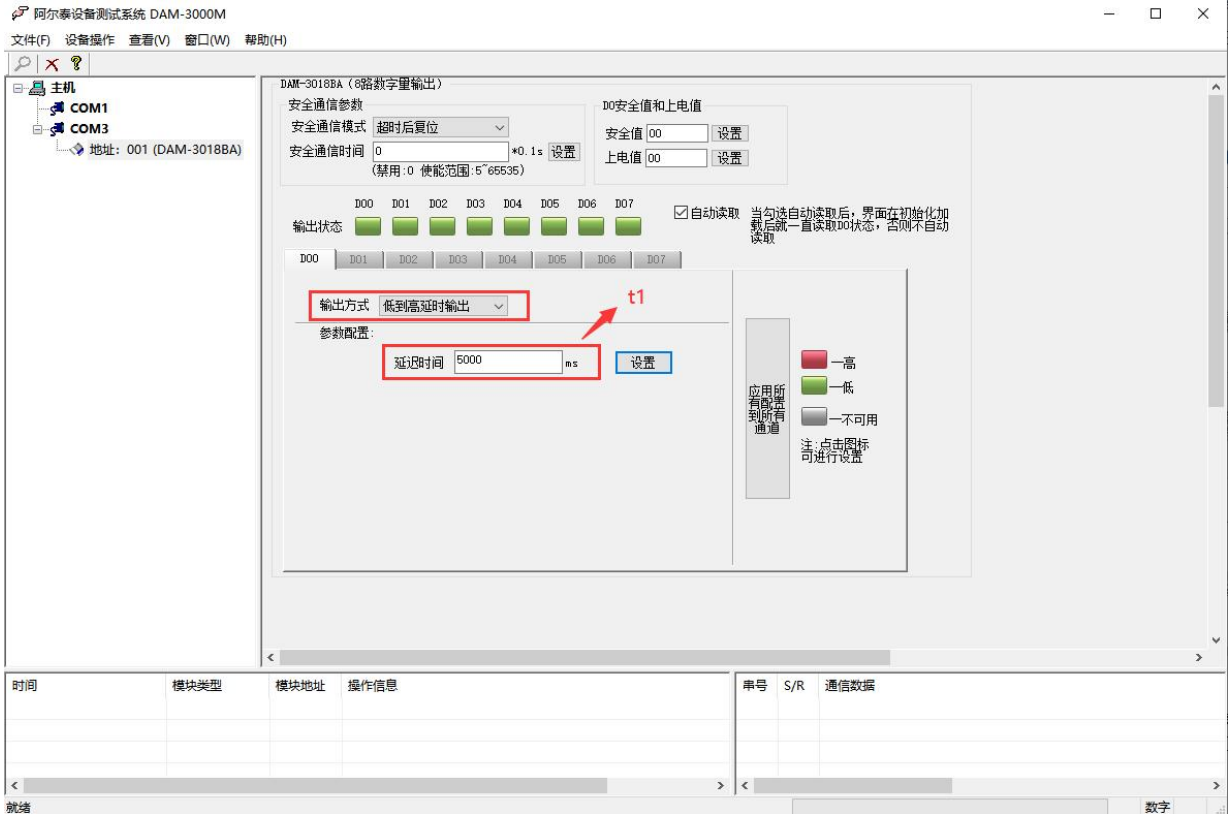 阿尔泰设备测试系统 DAM-3000M
文件(F) 设备操作 查看(V) 窗口(W) 帮助(H)
主机
COM1
COM3
地址：001 (DAM-3018BA)
DAM-3018BA（8路数字量输出）
安全通信参数
安全通信模式 超时后复位
安全通信时间 0 *0.1s 设置
(禁用:0 使能范围:5~65535)
DO安全值和上电值
安全值 00 设置
上电值 00 设置
DO0 DO1 DO2 DO3 DO4 DO5 DO6 DO7
输出状态
自动读取
当勾选自动读取后，界面在初始化加
载后就一直读取DO状态，否则不自动
读取
DO0 DO1 DO2 DO3 DO4 DO5 DO6 DO7
输出方式 低到高延时输出
t1
参数配置:
延迟时间 5000 ms 设置
应用所
有配置
到所有
通道
—高
—低
—不可用
注:点击图标
可进行设置
时间 模块类型 模块地址 操作信息
串号 S/R 通信数据
就绪
数字